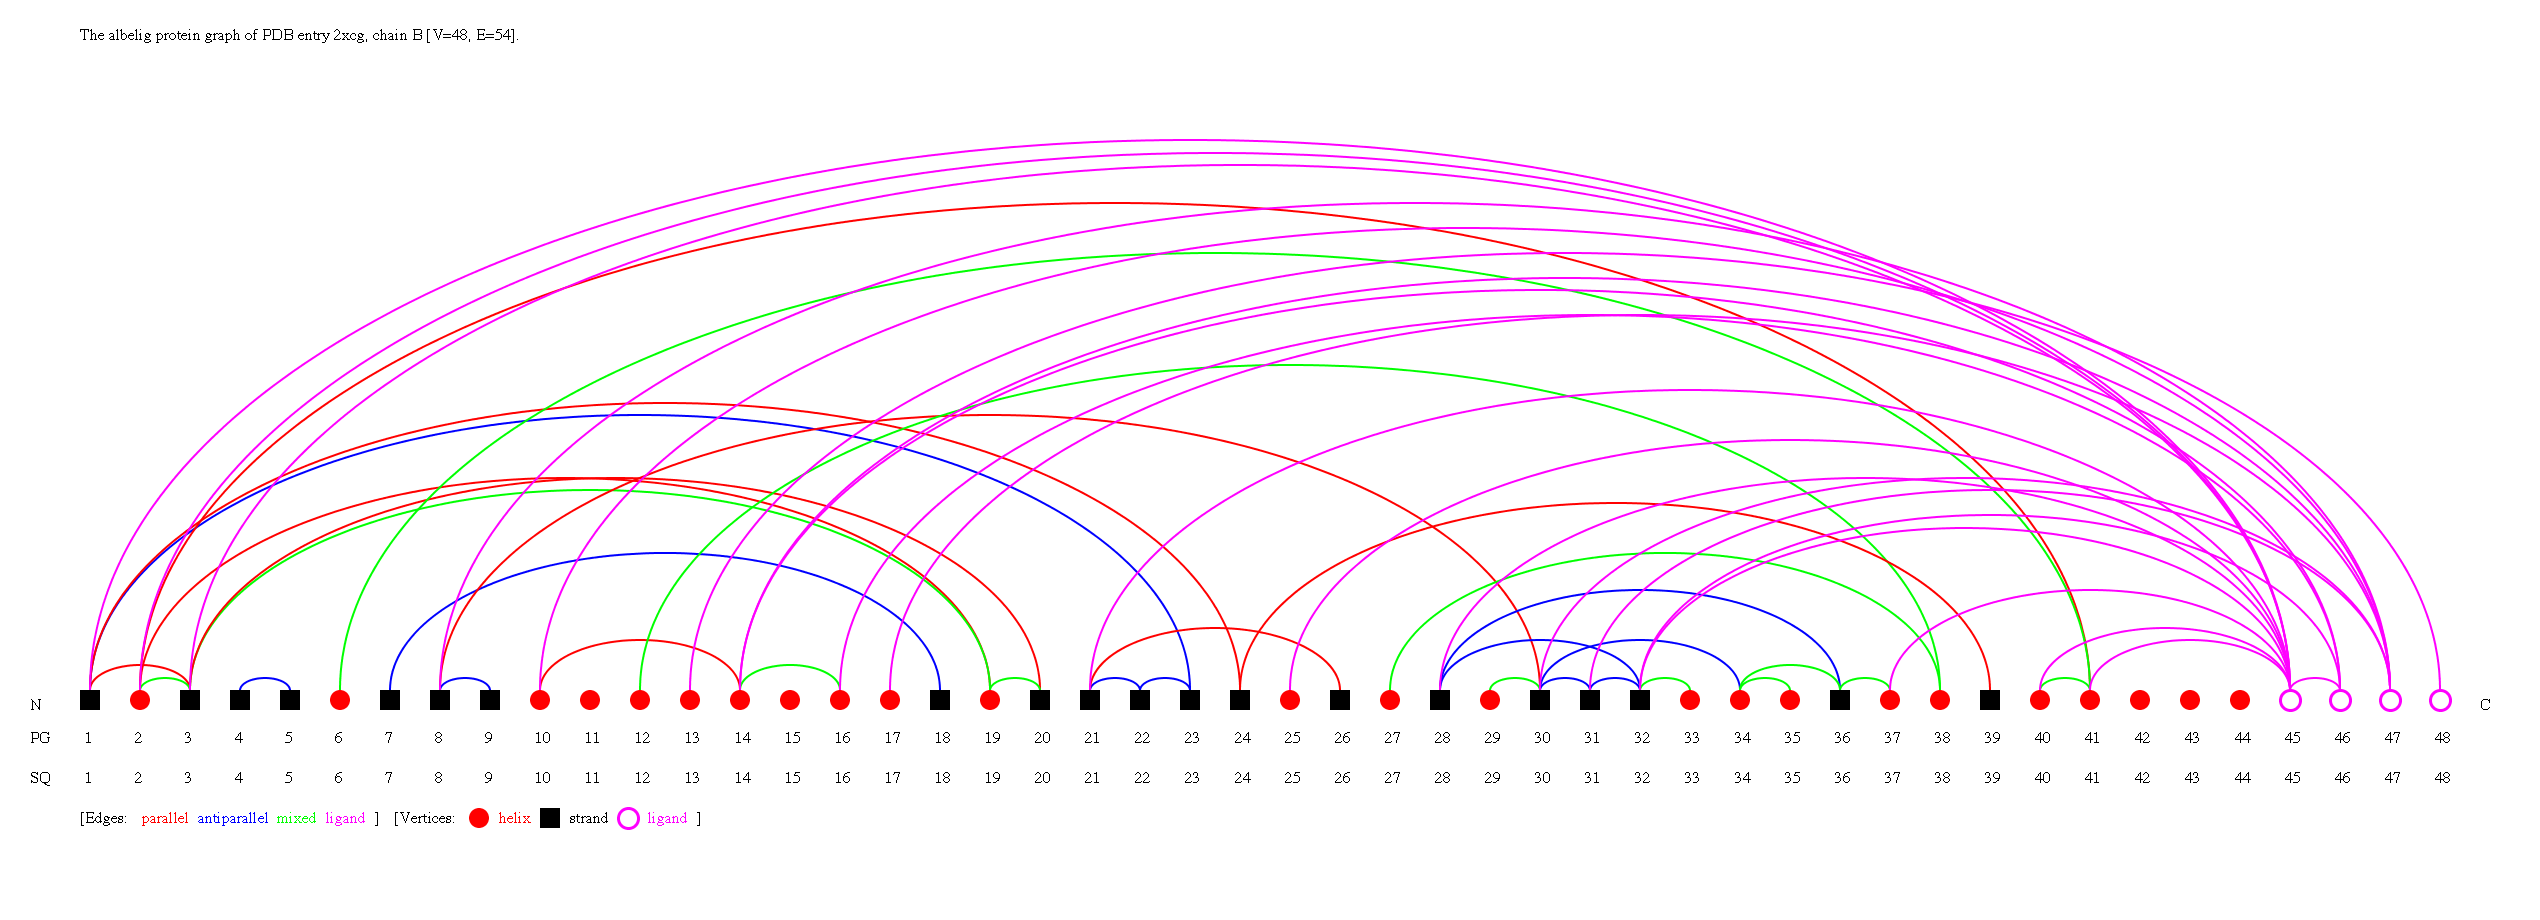 The albelig protein graph of PDB entry 2xcg, chain B [V=48, E=54].
N C
PG 1 2 3 4 5 6 7 8 9 10 11 12 13 14 15 16 17 18 19 20 21 22 23 24 25 26 27 28 29 30 31 32 33 34 35 36 37 38 39 40 41 42 43 44 45 46 47 48
SQ 1 2 3 4 5 6 7 8 9 10 11 12 13 14 15 16 17 18 19 20 21 22 23 24 25 26 27 28 29 30 31 32 33 34 35 36 37 38 39 40 41 42 43 44 45 46 47 48
[Edges: parallel antiparallel mixed ligand ] [Vertices: helix strand ligand ]